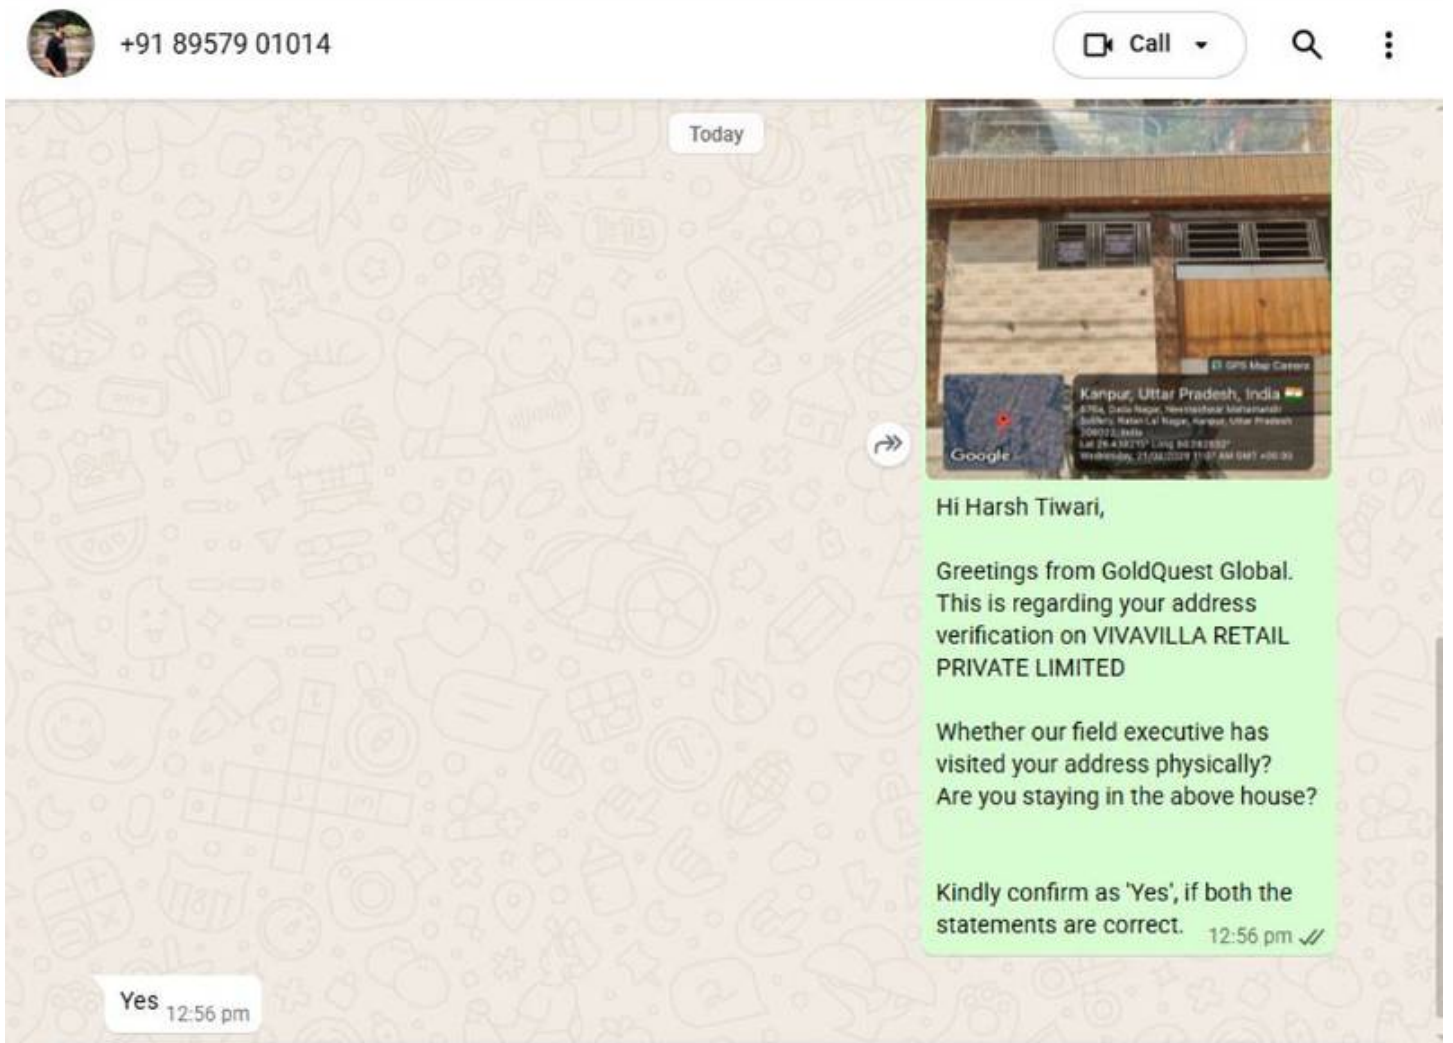 +91 89579 01014
Call
Today
GPS Map Camera
Kanpur, Uttar Pradesh, India
Google
Hi Harsh Tiwari,
Greetings from GoldQuest Global.
This is regarding your address
verification on VIVAVILLA RETAIL
PRIVATE LIMITED
Whether our field executive has
visited your address physically?
Are you staying in the above house?
Kindly confirm as 'Yes', if both the
statements are correct.
12:56 pm
Yes
12:56 pm